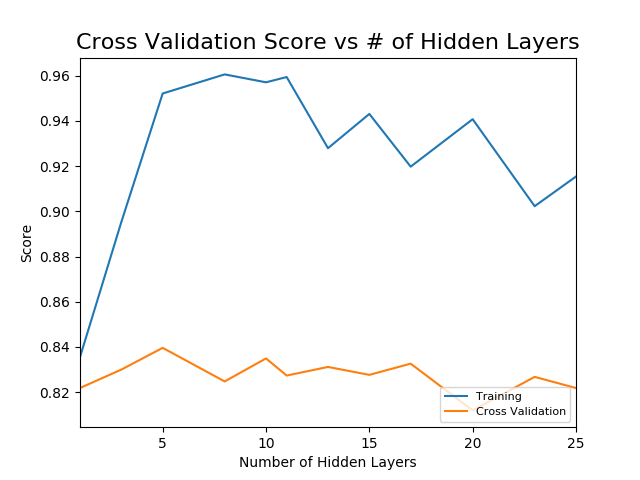 Cross Validation Score vs # of Hidden Layers
0.96
0.94
0.92
0.90
0.88
0.86
0.84
0.82
Score
Training
Cross Validation
5
10
15
20
25
Number of Hidden Layers